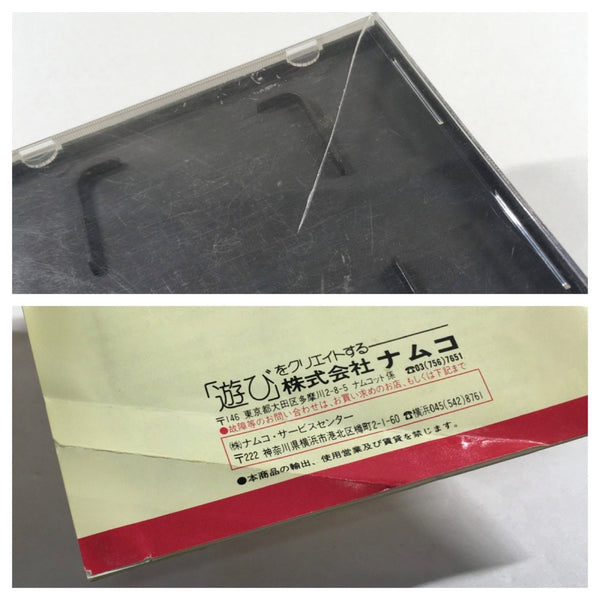 「遊び」をクリエイトする―
株式会社 ナムコ
〒146 東京都大田区多摩川2-8-5 ナムコット係 ☎03(756)7651
●故障等のお問い合わせは、お買い求めのお店、もしくは下記まで
㈱ナムコ・サービスセンター
〒222 神奈川県横浜市港北区樽町2-1-60 ☎横浜045(542)8761
●本商品の輸出、使用営業及び賃貸を禁じます。